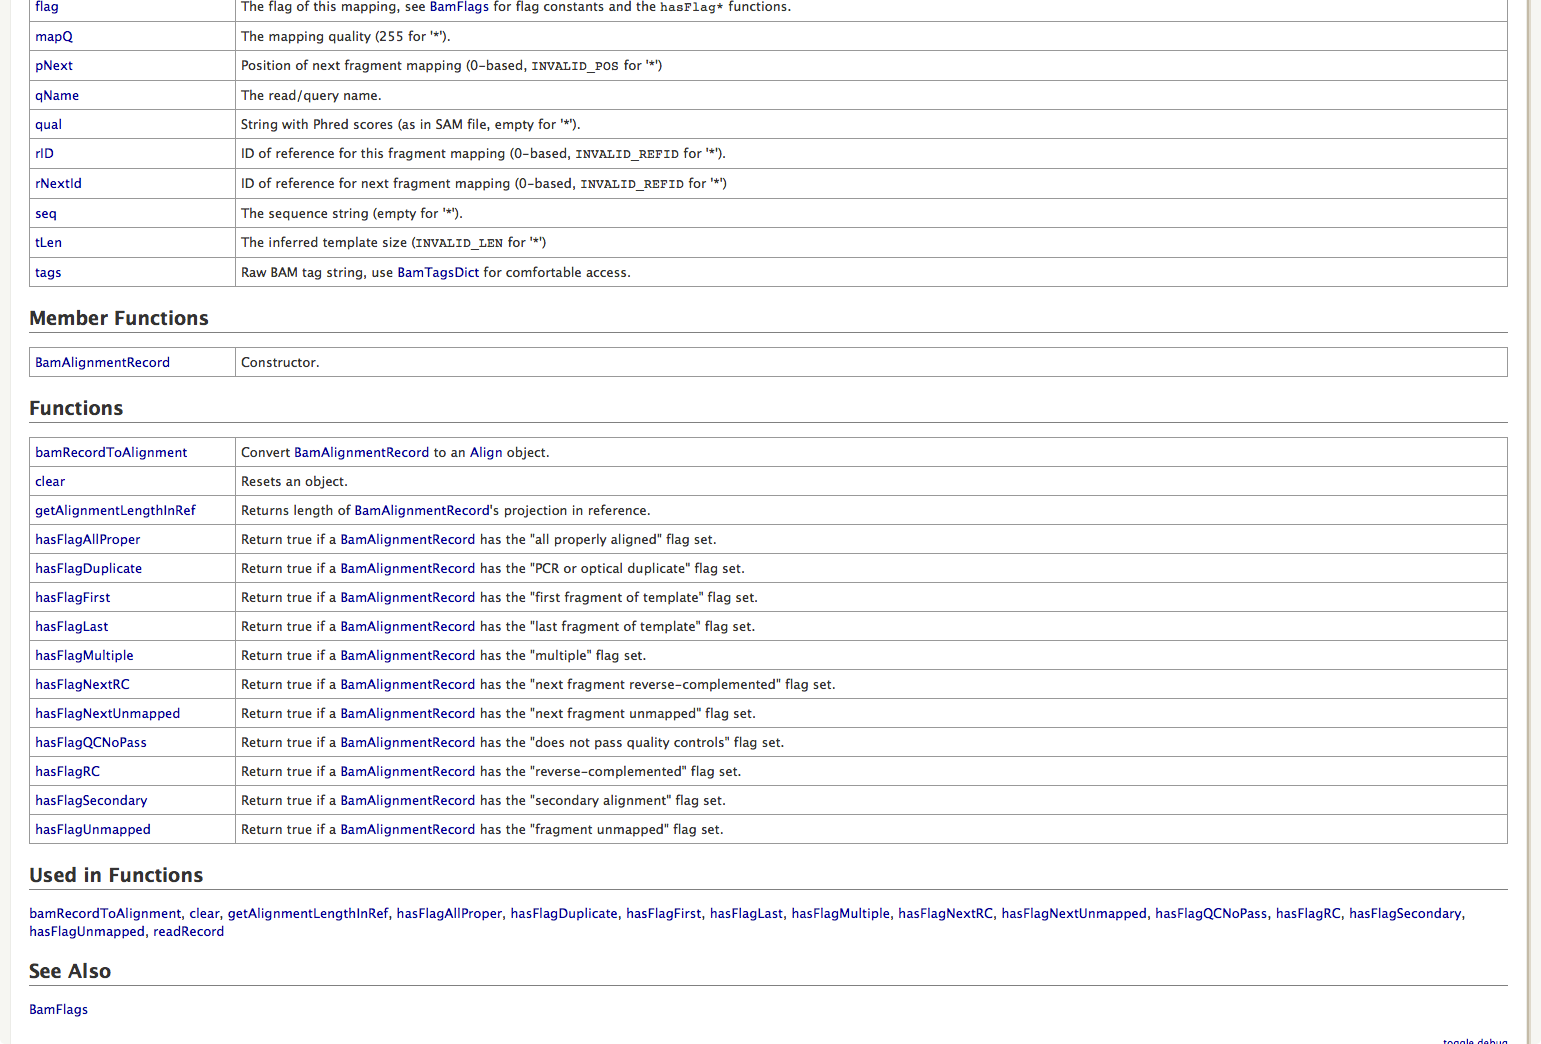 flag The flag of this mapping, see BamFlags for flag constants and the hasFlag* functions.
mapQ The mapping quality (255 for '*').
pNext Position of next fragment mapping (0-based, INVALID_POS for '*')
qName The read/query name.
qual String with Phred scores (as in SAM file, empty for '*').
rID ID of reference for this fragment mapping (0-based, INVALID_REFID for '*').
rNextId ID of reference for next fragment mapping (0-based, INVALID_REFID for '*')
seq The sequence string (empty for '*').
tLen The inferred template size (INVALID_LEN for '*')
tags Raw BAM tag string, use BamTagsDict for comfortable access.
Member Functions
BamAlignmentRecord Constructor.
Functions
bamRecordToAlignment Convert BamAlignmentRecord to an Align object.
clear Resets an object.
getAlignmentLengthInRef Returns length of BamAlignmentRecord's projection in reference.
hasFlagAllProper Return true if a BamAlignmentRecord has the "all properly aligned" flag set.
hasFlagDuplicate Return true if a BamAlignmentRecord has the "PCR or optical duplicate" flag set.
hasFlagFirst Return true if a BamAlignmentRecord has the "first fragment of template" flag set.
hasFlagLast Return true if a BamAlignmentRecord has the "last fragment of template" flag set.
hasFlagMultiple Return true if a BamAlignmentRecord has the "multiple" flag set.
hasFlagNextRC Return true if a BamAlignmentRecord has the "next fragment reverse-complemented" flag set.
hasFlagNextUnmapped Return true if a BamAlignmentRecord has the "next fragment unmapped" flag set.
hasFlagQCNoPass Return true if a BamAlignmentRecord has the "does not pass quality controls" flag set.
hasFlagRC Return true if a BamAlignmentRecord has the "reverse-complemented" flag set.
hasFlagSecondary Return true if a BamAlignmentRecord has the "secondary alignment" flag set.
hasFlagUnmapped Return true if a BamAlignmentRecord has the "fragment unmapped" flag set.
Used in Functions
bamRecordToAlignment, clear, getAlignmentLengthInRef, hasFlagAllProper, hasFlagDuplicate, hasFlagFirst, hasFlagLast, hasFlagMultiple, hasFlagNextRC, hasFlagNextUnmapped, hasFlagQCNoPass, hasFlagRC, hasFlagSecondary,
hasFlagUnmapped, readRecord
See Also
BamFlags
toggle debug